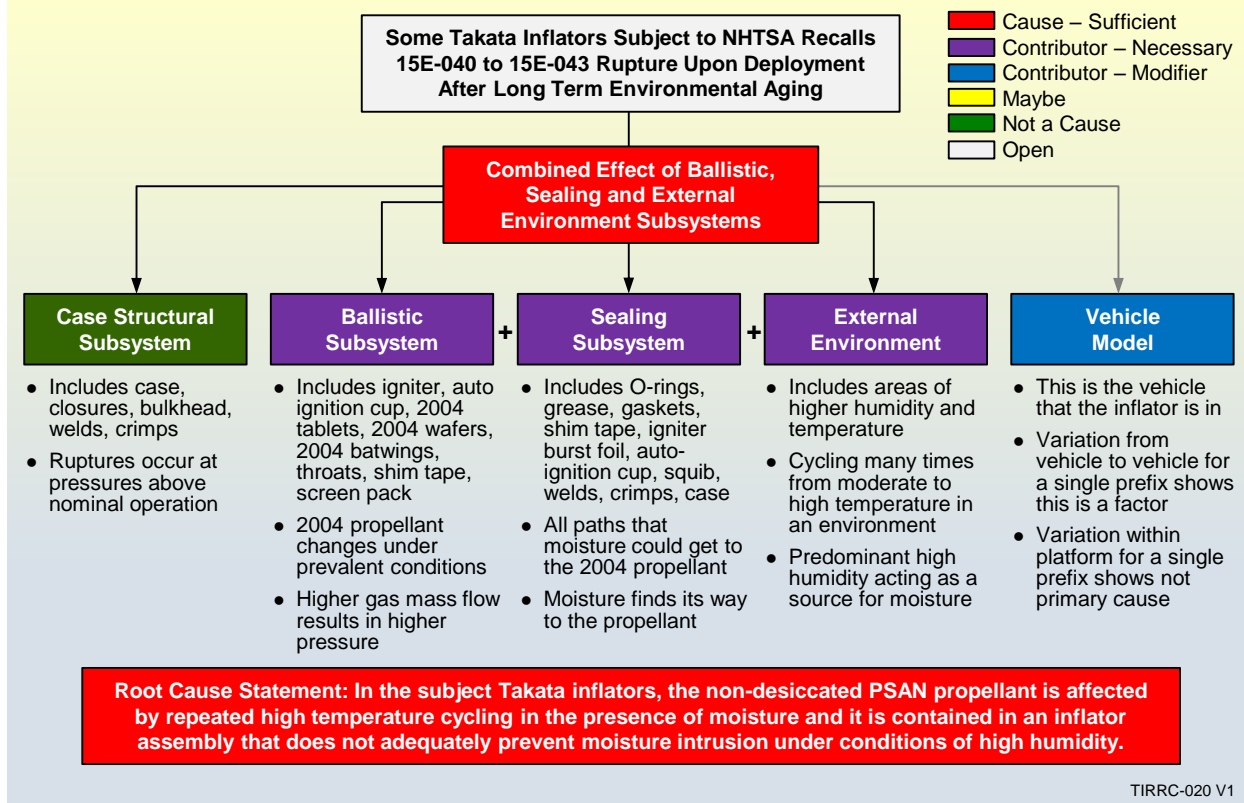 Some Takata Inflators Subject to NHTSA Recalls
15E-040 to 15E-043 Rupture Upon Deployment
After Long Term Environmental Aging
Cause – Sufficient
Contributor – Necessary
Contributor – Modifier
Maybe
Not a Cause
Open
Combined Effect of Ballistic,
Sealing and External
Environment Subsystems
Case Structural
Subsystem
• Includes case,
closures, bulkhead,
welds, crimps
• Ruptures occur at
pressures above
nominal operation
Ballistic
Subsystem
• Includes igniter, auto
ignition cup, 2004
tablets, 2004 wafers,
2004 batwings,
throats, shim tape,
screen pack
• 2004 propellant
changes under
prevalent conditions
• Higher gas mass flow
results in higher
pressure
+
Sealing
Subsystem
• Includes O-rings,
grease, gaskets,
shim tape, igniter
burst foil, auto-
ignition cup, squib,
welds, crimps, case
• All paths that
moisture could get to
the 2004 propellant
• Moisture finds its way
to the propellant
+
External
Environment
• Includes areas of
higher humidity and
temperature
• Cycling many times
from moderate to
high temperature in
an environment
• Predominant high
humidity acting as a
source for moisture
Vehicle
Model
• This is the vehicle
that the inflator is in
• Variation from
vehicle to vehicle for
a single prefix shows
this is a factor
• Variation within
platform for a single
prefix shows not
primary cause
Root Cause Statement: In the subject Takata inflators, the non-desiccated PSAN propellant is affected
by repeated high temperature cycling in the presence of moisture and it is contained in an inflator
assembly that does not adequately prevent moisture intrusion under conditions of high humidity.
TIRRC-020 V1